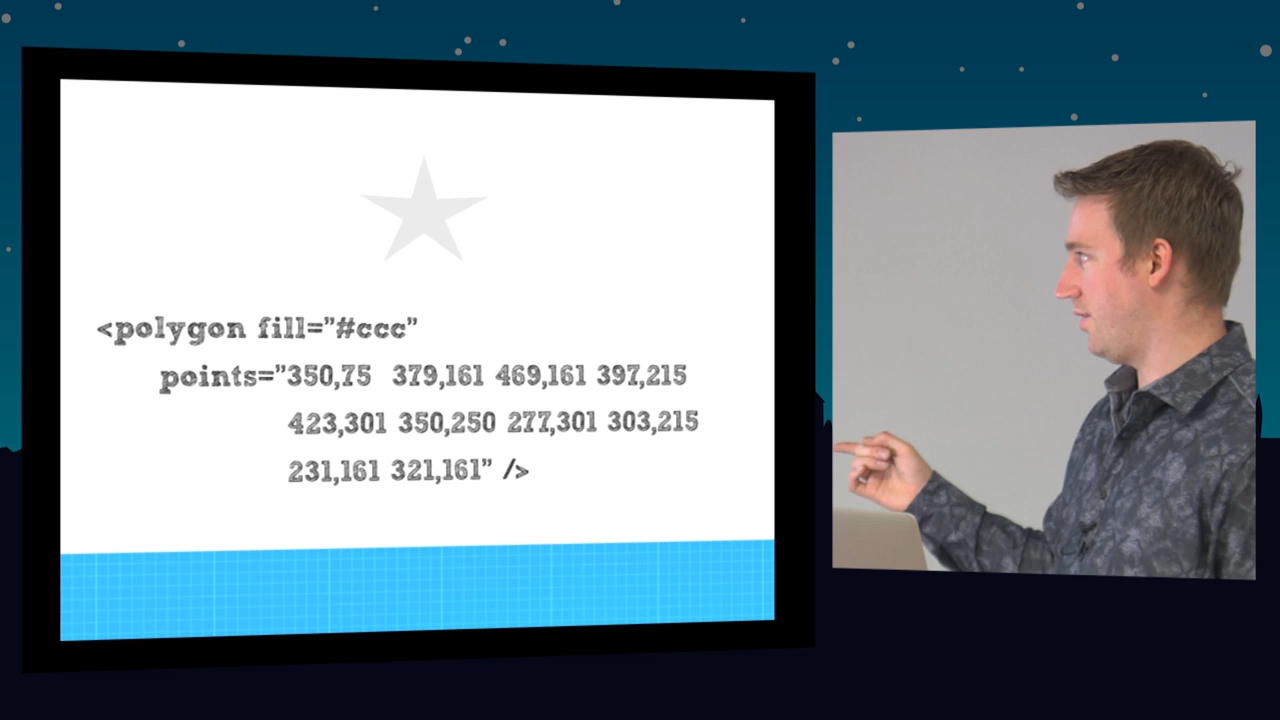 <polygon fill="#ccc"
points="350,75 379,161 469,161 397,215
423,301 350,250 277,301 303,215
231,161 321,161" />